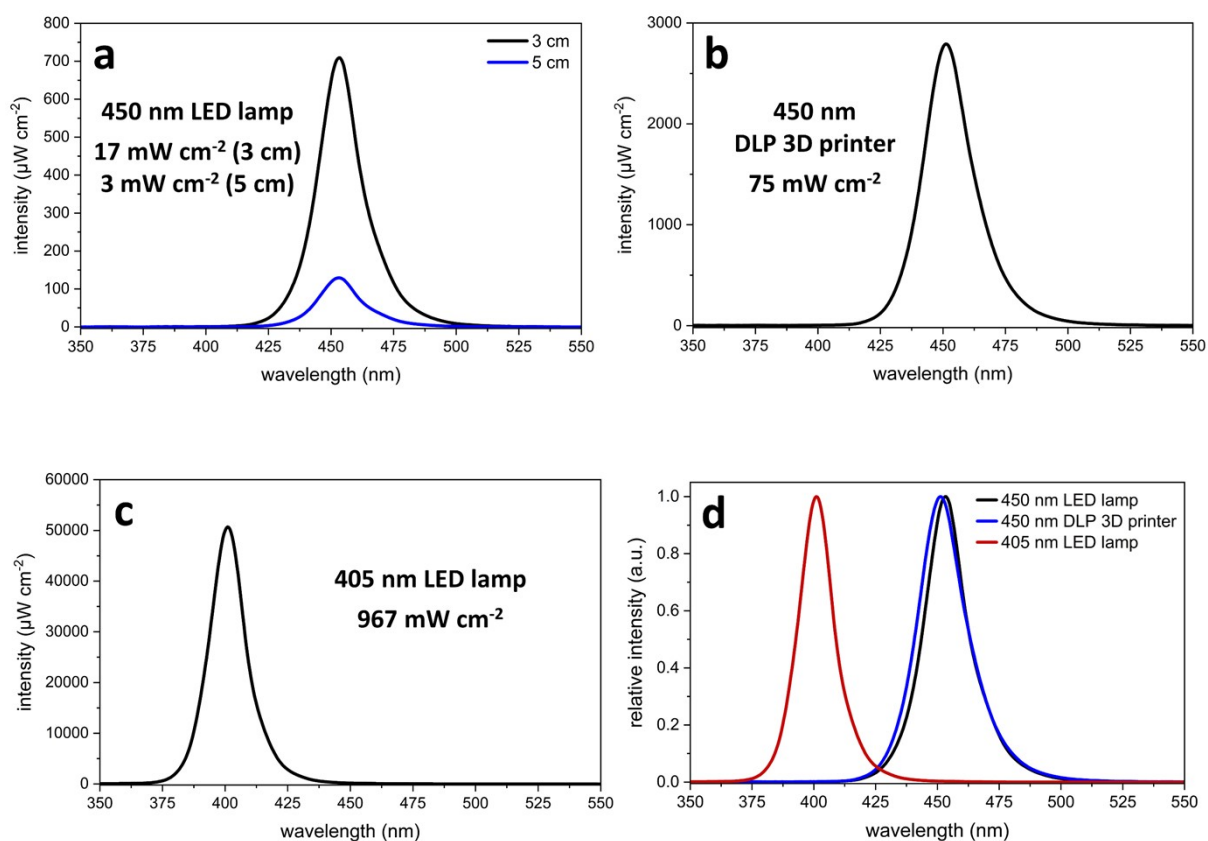 a
3 cm
5 cm
450 nm LED lamp
17 mW cm⁻² (3 cm)
3 mW cm⁻² (5 cm)
intensity (µW cm⁻²)
800
700
600
500
400
300
200
100
0
350 375 400 425 450 475 500 525 550
wavelength (nm)
b
450 nm
DLP 3D printer
75 mW cm⁻²
intensity (µW cm⁻²)
3000
2000
1000
0
350 375 400 425 450 475 500 525 550
wavelength (nm)
c
405 nm LED lamp
967 mW cm⁻²
intensity (µW cm⁻²)
60000
50000
40000
30000
20000
10000
0
350 375 400 425 450 475 500 525 550
wavelength (nm)
d
450 nm LED lamp
450 nm DLP 3D printer
405 nm LED lamp
relative intensity (a.u.)
1.0
0.8
0.6
0.4
0.2
0.0
350 375 400 425 450 475 500 525 550
wavelength (nm)